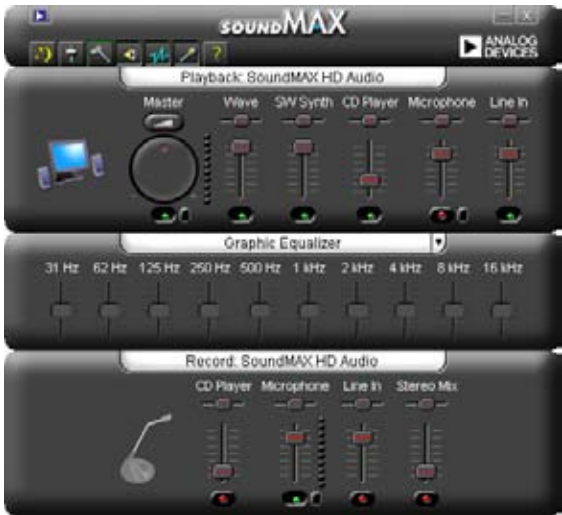 SOUNDMAX
ANALOG
DEVICES
?
Playback: SoundMAX HD Audio
Master Wave SW Synth CD Player Microphone Line In
Graphic Equalizer
31 Hz 62 Hz 125 Hz 250 Hz 500 Hz 1 kHz 2 kHz 4 kHz 8 kHz 16 kHz
Record: SoundMAX HD Audio
CD Player Microphone Line In Stereo Mix